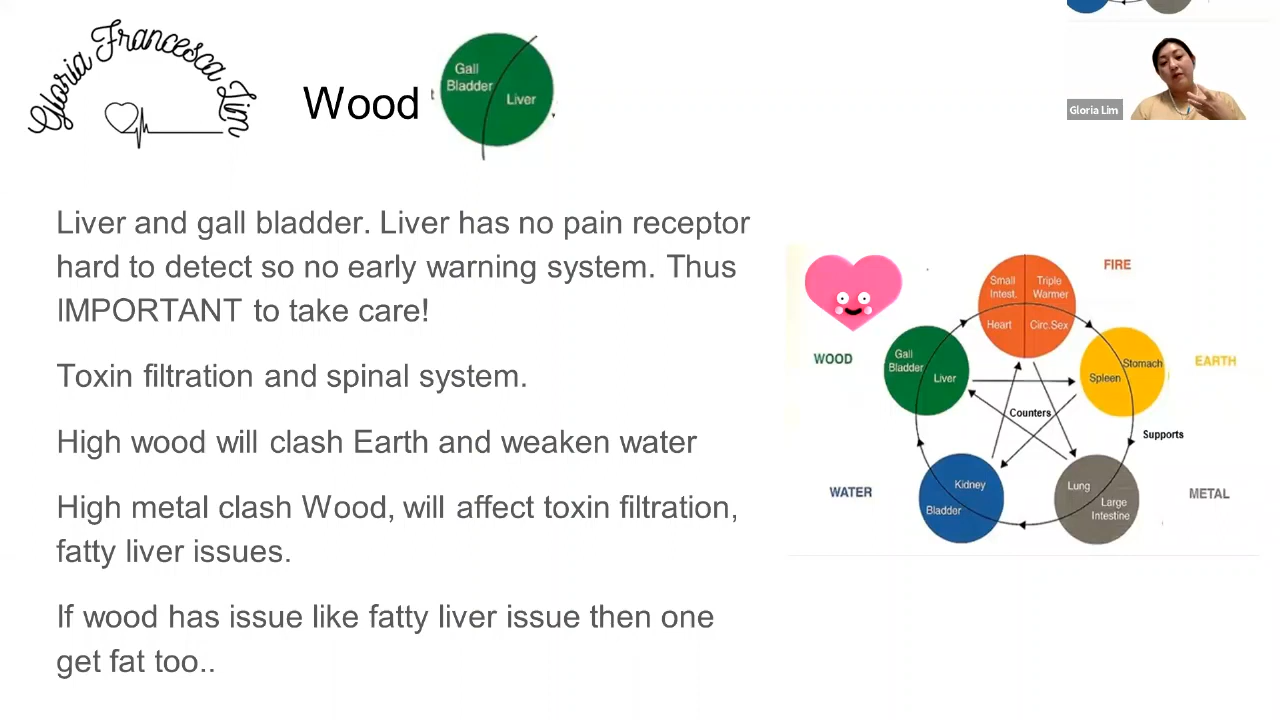 Gloria Francesca Lim
Wood
Gall
Bladder
Liver
Gloria Lim
Liver and gall bladder. Liver has no pain receptor
hard to detect so no early warning system. Thus
IMPORTANT to take care!
Toxin filtration and spinal system.
High wood will clash Earth and weaken water
High metal clash Wood, will affect toxin filtration,
fatty liver issues.
If wood has issue like fatty liver issue then one
get fat too..
FIRE
Small
Intest.
Triple
Warmer
Heart
Circ.Sex
WOOD
Gall
Bladder
Liver
Stomach
Spleen
EARTH
Counters
Supports
WATER
Kidney
Bladder
Lung
Large
Intestine
METAL